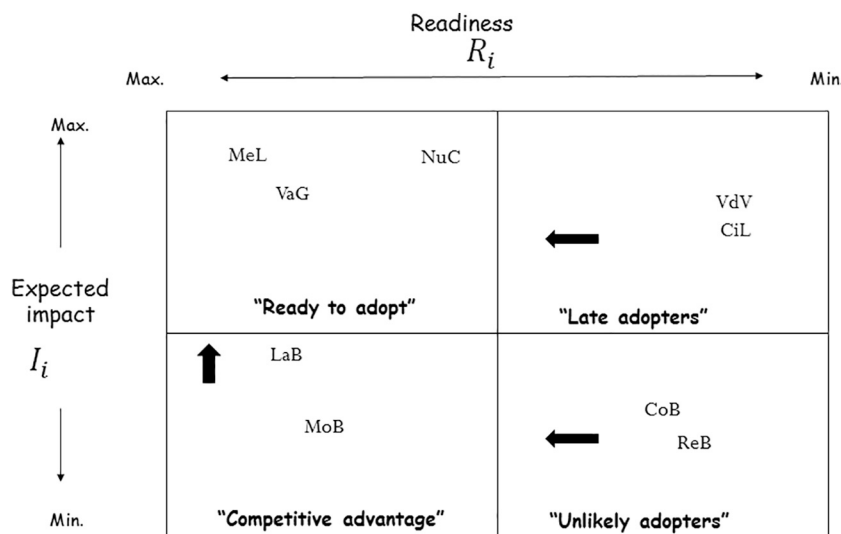 Readiness
R_i
Max.
Min.
Max.
MeL
NuC
VaG
VdV
CiL
Expected
impact
I_i
“Ready to adopt”
“Late adopters”
LaB
MoB
CoB
ReB
Min.
“Competitive advantage”
“Unlikely adopters”